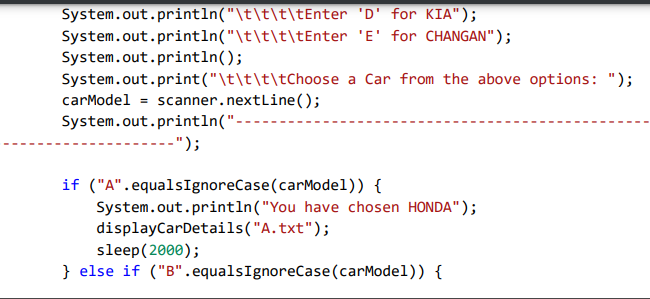 System.out.println("\t\t\t\tEnter 'D' for KIA");
System.out.println("\t\t\t\tEnter 'E' for CHANGAN");
System.out.println();
System.out.print("\t\t\t\tChoose a Car from the above options: ");
carModel = scanner.nextLine();
System.out.println("------------------------------------------------
--------------------");
if ("A".equalsIgnoreCase(carModel)) {
System.out.println("You have chosen HONDA");
displayCarDetails("A.txt");
sleep(2000);
} else if ("B".equalsIgnoreCase(carModel)) {